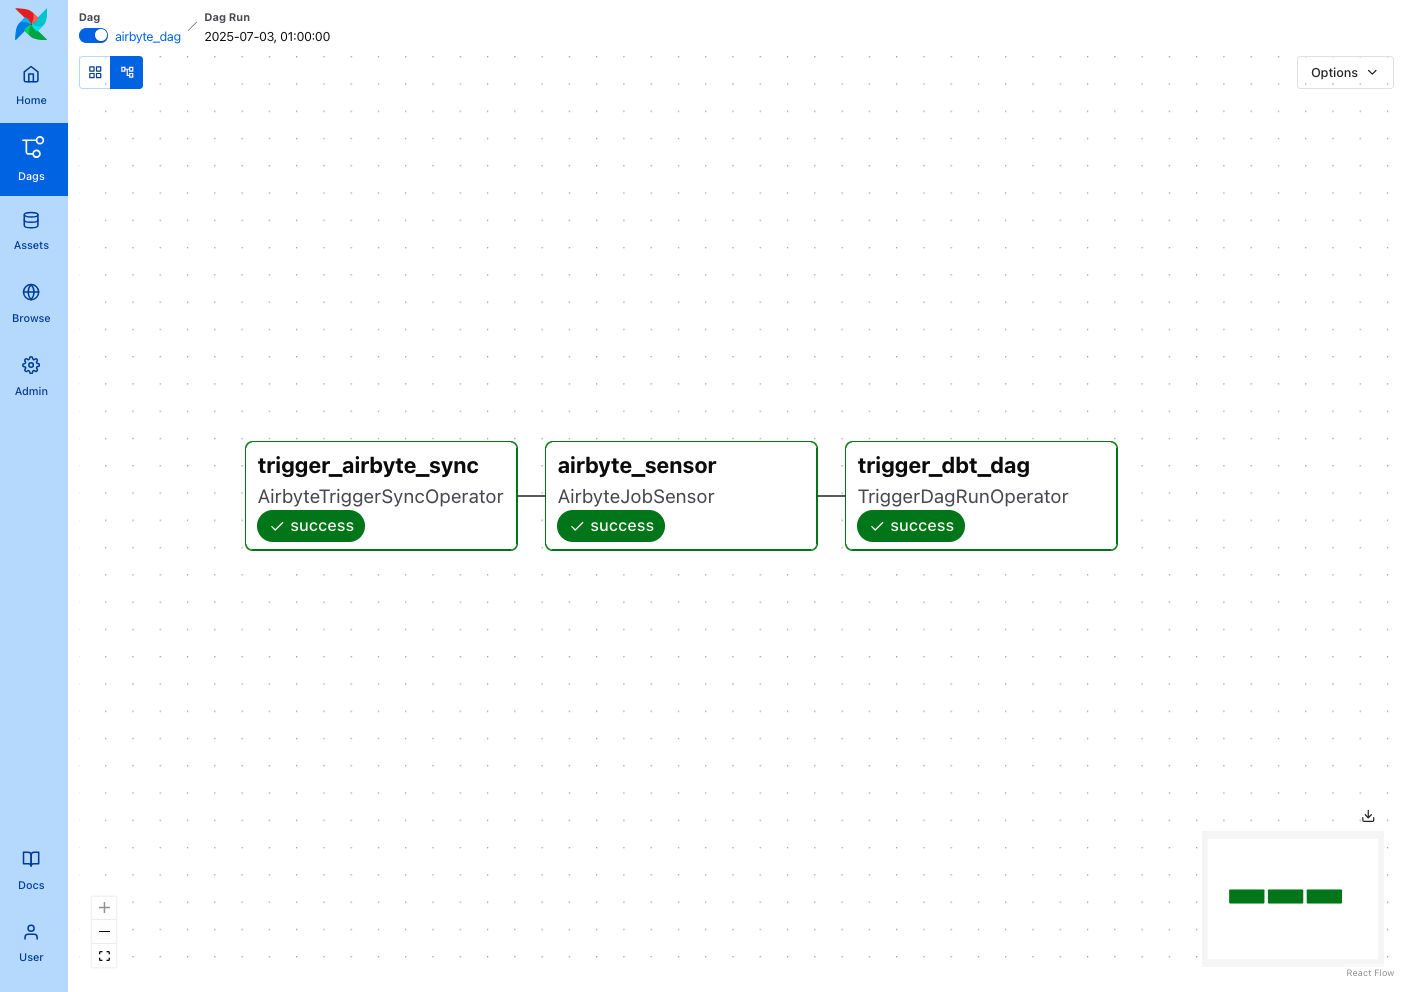 Dag
airbyte_dag
Dag Run
2025-07-03, 01:00:00
Options
Home
Dags
Assets
Browse
Admin
trigger_airbyte_sync
AirbyteTriggerSyncOperator
success
airbyte_sensor
AirbyteJobSensor
success
trigger_dbt_dag
TriggerDagRunOperator
success
Docs
User
React Flow